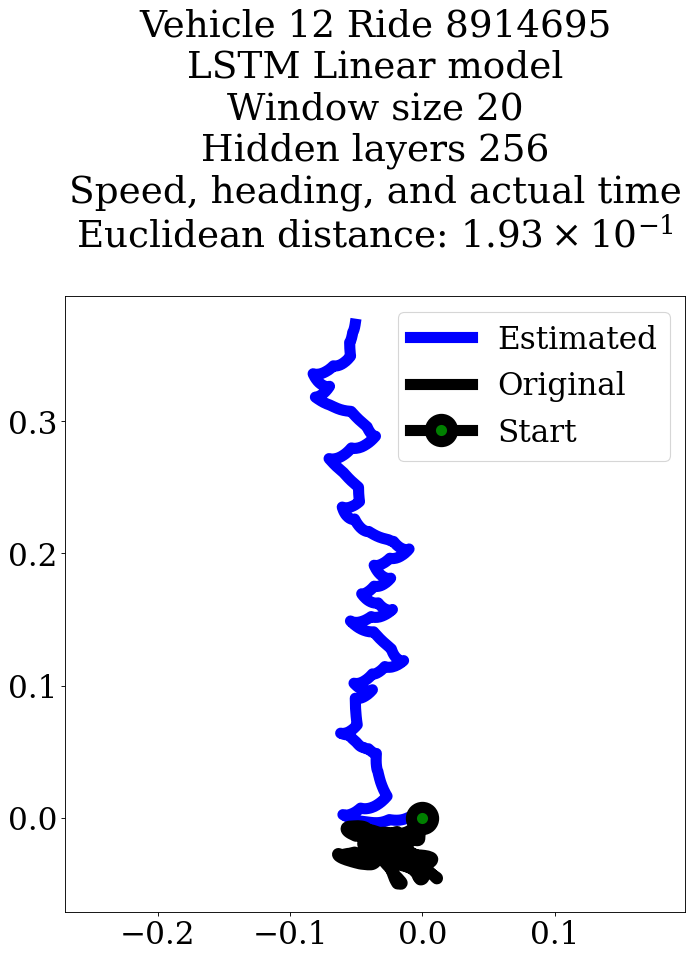 Vehicle 12 Ride 8914695
LSTM Linear model
Window size 20
Hidden layers 256
Speed, heading, and actual time
Euclidean distance: 1.93 × 10⁻¹
Estimated
Original
Start
0.3
0.2
0.1
0.0
−0.2 −0.1 0.0 0.1